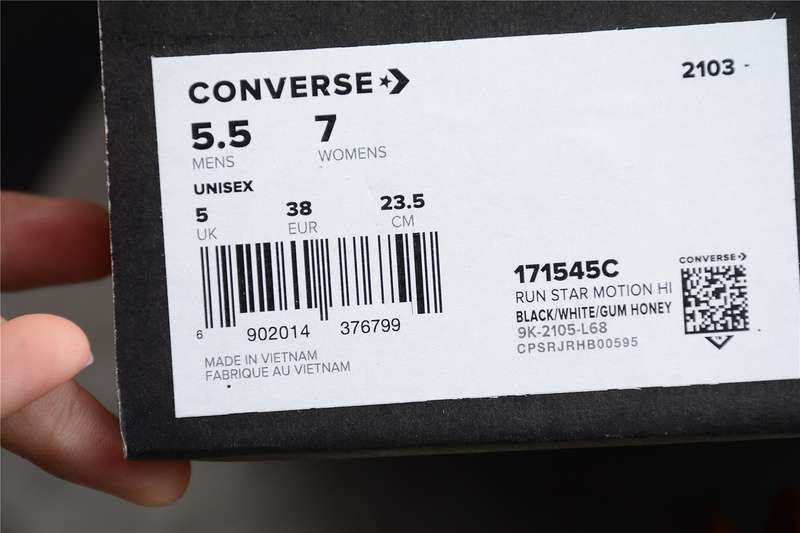 CONVERSE
2103 -
5.5 7
MENS WOMENS
UNISEX
5 38 23.5
UK EUR CM
6 902014 376799
MADE IN VIETNAM
FABRIQUE AU VIETNAM
171545C
RUN STAR MOTION HI
BLACK/WHITE/GUM HONEY
9K-2105-L68
CPSRJRHB00595
CONVERSE